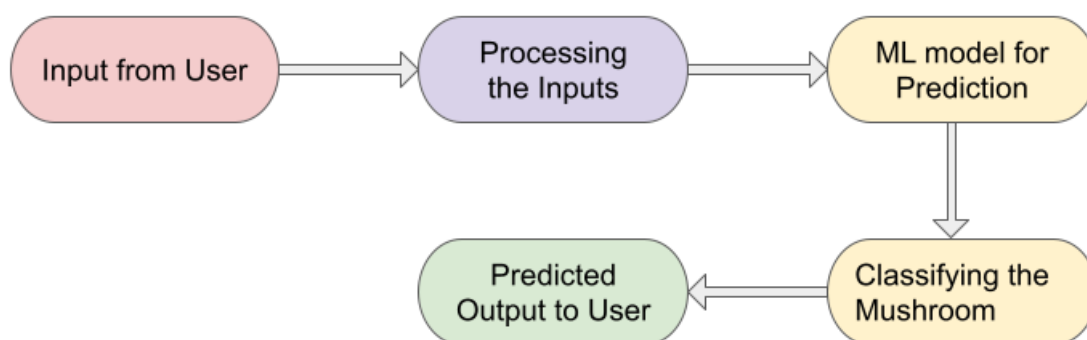 Input from User
Processing
the Inputs
ML model for
Prediction
Classifying the
Mushroom
Predicted
Output to User